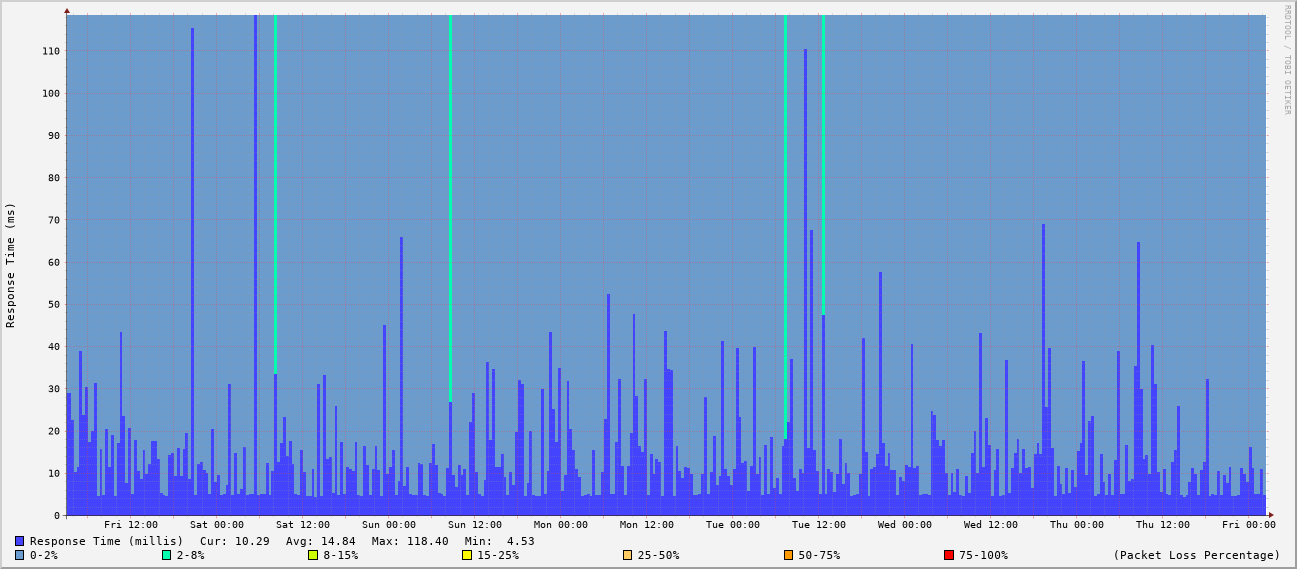 RRDTOOL / TOBI OETIKER
Response Time (ms)
110
100
90
80
70
60
50
40
30
20
10
0
Fri 12:00 Sat 00:00 Sat 12:00 Sun 00:00 Sun 12:00 Mon 00:00 Mon 12:00 Tue 00:00 Tue 12:00 Wed 00:00 Wed 12:00 Thu 00:00 Thu 12:00 Fri 00:00
Response Time (millis) Cur: 10.29 Avg: 14.84 Max: 118.40 Min: 4.53
0-2% 2-8% 8-15% 15-25% 25-50% 50-75% 75-100% (Packet Loss Percentage)